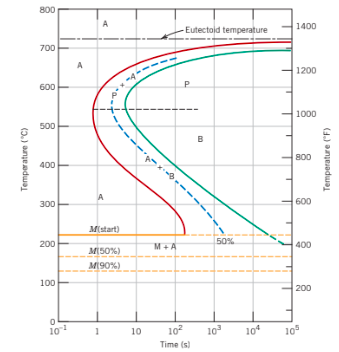 800
A
Eutectoid temperature
1400
700
A
A
1200
P
+
P
600
500
1000
B
400
A
+
B
800
Temperature (°C)
Temperature (°F)
300
A
600
M(start)
200
M + A
50%
400
M(50%)
M(90%)
100
200
0
10⁻¹
1
10
10²
10³
10⁴
10⁵
Time (s)